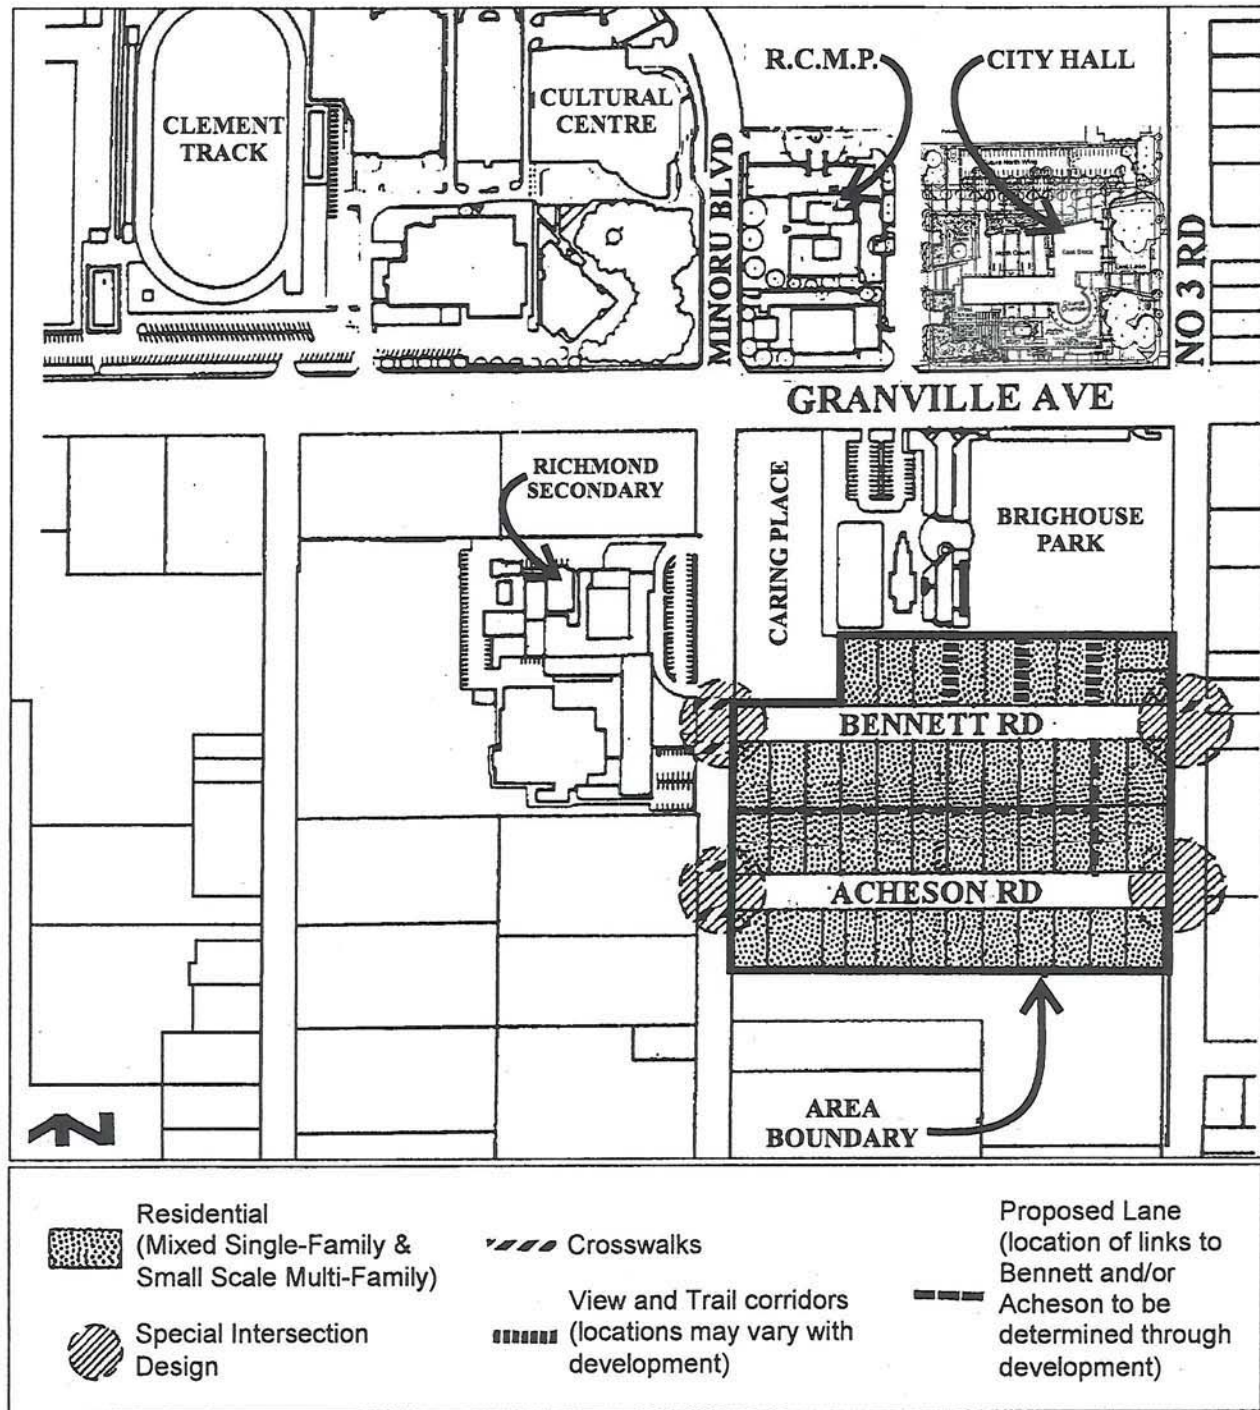 R.C.M.P.
CITY HALL
CLEMENT
TRACK
CULTURAL
CENTRE
MINORU BLVD
NO 3 RD
GRANVILLE AVE
RICHMOND
SECONDARY
CARING PLACE
BRIGHOUSE
PARK
BENNETT RD
ACHESON RD
AREA
BOUNDARY
N
Residential
(Mixed Single-Family &
Small Scale Multi-Family)
Special Intersection
Design
Crosswalks
View and Trail corridors
(locations may vary with
development)
Proposed Lane
(location of links to
Bennett and/or
Acheson to be
determined through
development)